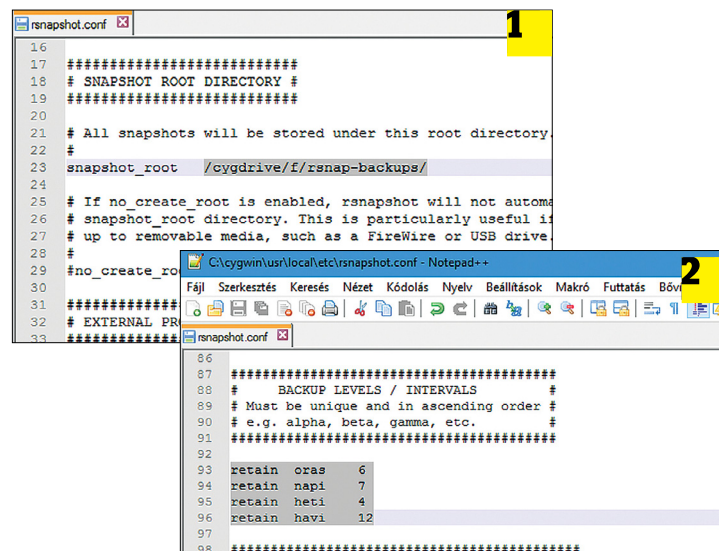 rsnapshot.conf
1
16
17 ###########################
18 # SNAPSHOT ROOT DIRECTORY #
19 ###########################
20
21 # All snapshots will be stored under this root directory.
22 #
23 snapshot_root /cygdrive/f/rsnap-backups/
24
25 # If no_create_root is enabled, rsnapshot will not automa
26 # snapshot_root directory. This is particularly useful if
27 # up to removable media, such as a FireWire or USB drive.
28 #
29 #no_create_ro
30
31 #############
32 # EXTERNAL PR
33 #############
C:\cygwin\usr\local\etc\rsnapshot.conf - Notepad++
2
Fájl Szerkesztés Keresés Nézet Kódolás Nyelv Beállítások Makró Futtatás Bőví
rsnapshot.conf
86
87 #########################################
88 # BACKUP LEVELS / INTERVALS #
89 # Must be unique and in ascending order #
90 # e.g. alpha, beta, gamma, etc. #
91 #########################################
92
93 retain oras 6
94 retain napi 7
95 retain heti 4
96 retain havi 12
97
98 ############################################